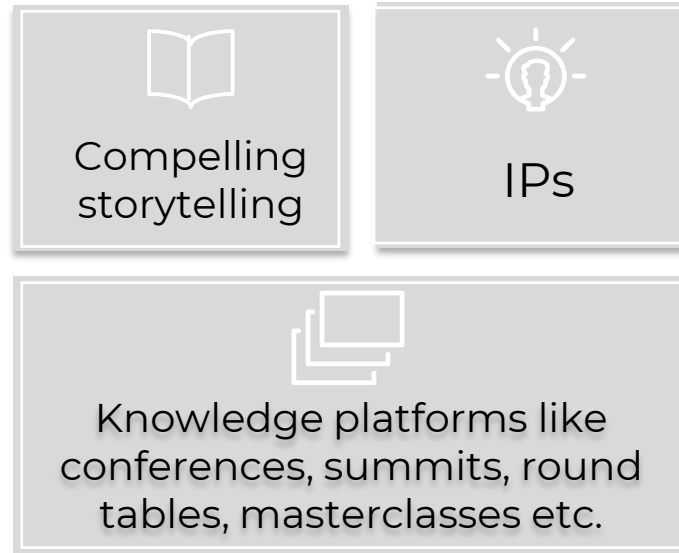 Compelling
storytelling
IPs
Knowledge platforms like
conferences, summits, round
tables, masterclasses etc.